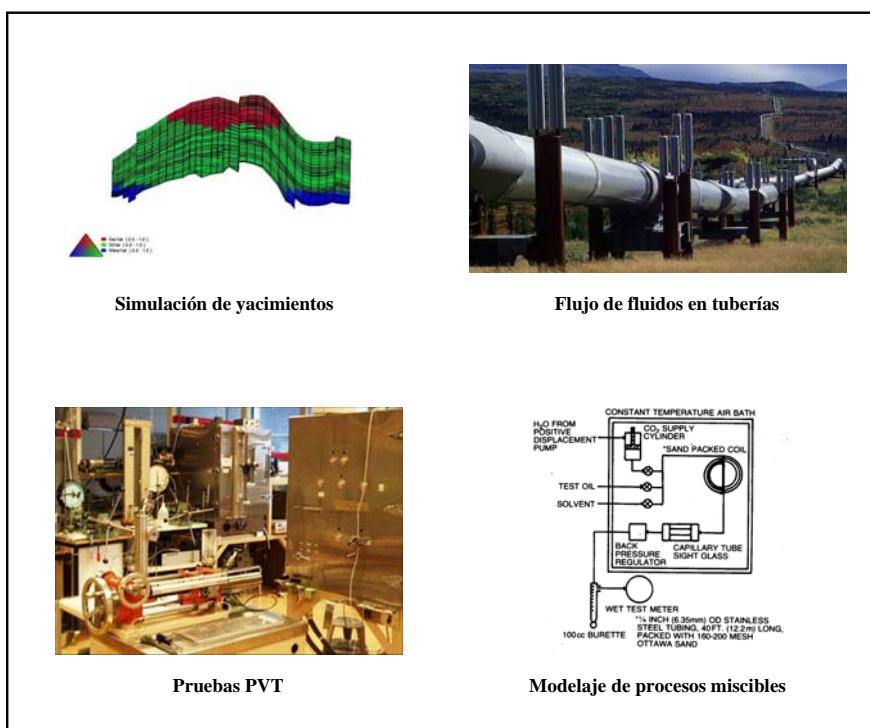 Simulación de yacimientos
Flujo de fluidos en tuberías
CONSTANT TEMPERATURE AIR BATH
H₂O FROM
POSITIVE
DISPLACEMENT
PUMP
CO₂ SUPPLY
CYLINDER
*SAND PACKED COIL
TEST OIL
SOLVENT
BACK
PRESSURE
REGULATOR
CAPILLARY TUBE
SIGHT GLASS
WET TEST METER
100cc BURETTE
*¼ INCH (6.35mm) OD STAINLESS
STEEL TUBING, 40FT. (12.2m) LONG,
PACKED WITH 160-200 MESH
OTTAWA SAND
Pruebas PVT
Modelaje de procesos miscibles